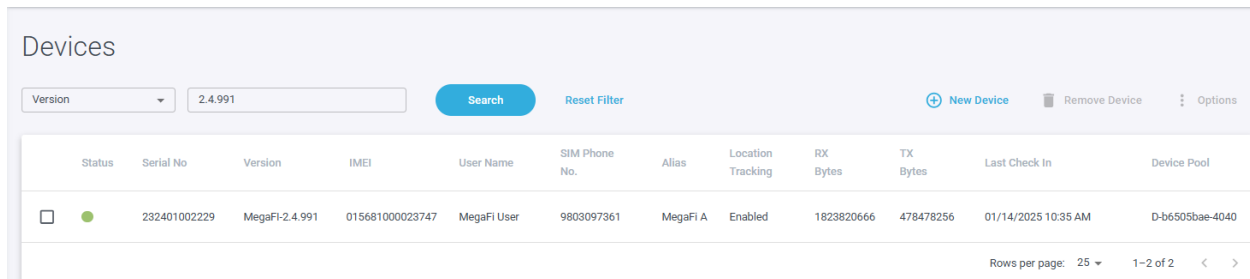 Devices
Version 2.4.991 Search Reset Filter New Device Remove Device Options
Status Serial No Version IMEI User Name SIM Phone No. Alias Location Tracking RX Bytes TX Bytes Last Check In Device Pool
232401002229 MegaFI-2.4.991 015681000023747 MegaFi User 9803097361 MegaFi A Enabled 1823820666 478478256 01/14/2025 10:35 AM D-b6505bae-4040
Rows per page: 25 1–2 of 2